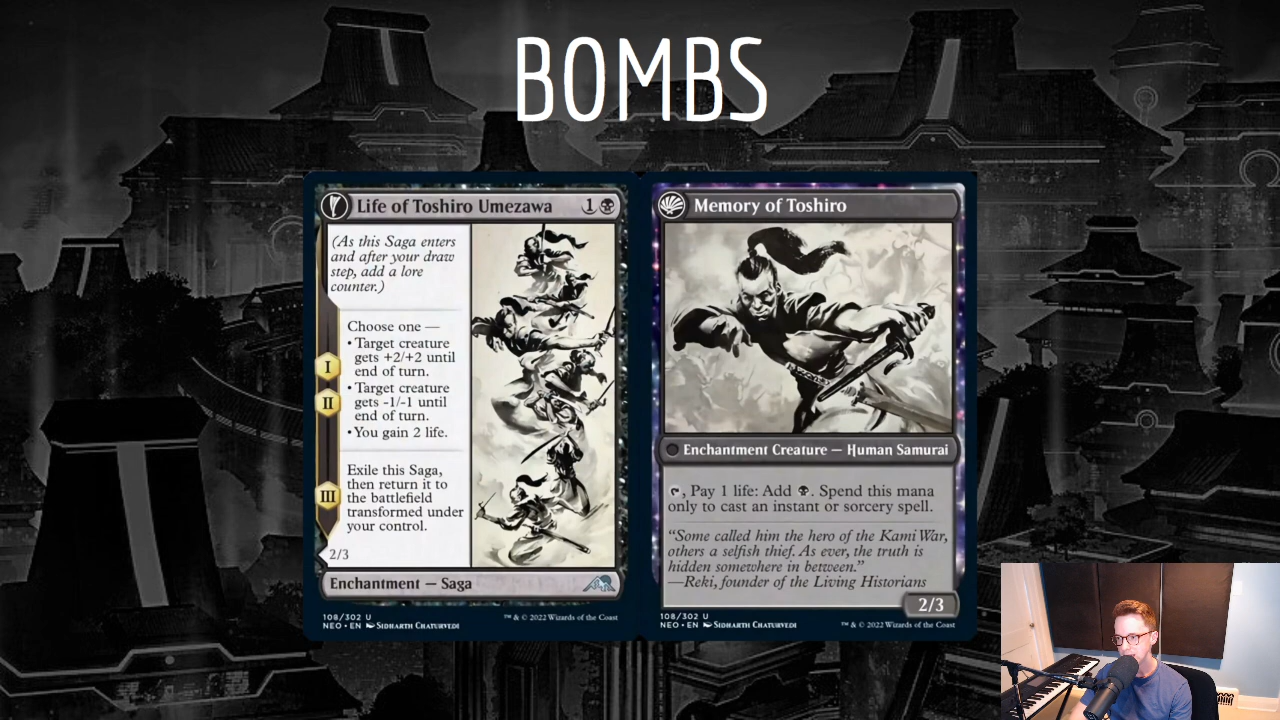 BOMBS
Life of Toshiro Umezawa 1
(As this Saga enters
and after your draw
step, add a lore
counter.)
I
II
Choose one —
• Target creature
gets +2/+2 until
end of turn.
• Target creature
gets -1/-1 until
end of turn.
• You gain 2 life.
III
Exile this Saga,
then return it to
the battlefield
transformed under
your control.
2/3
Enchantment — Saga
108/302 U
NEO • EN Sidharth Chaturvedi
™ & © 2022 Wizards of the Coast
Memory of Toshiro
Enchantment Creature — Human Samurai
, Pay 1 life: Add . Spend this mana
only to cast an instant or sorcery spell.
“Some called him the hero of the Kami War,
others a selfish thief. As ever, the truth is
hidden somewhere in between.”
—Reki, founder of the Living Historians
2/3
108/302 U
NEO • EN Sidharth Chaturvedi
™ & © 2022 Wizards of the Coast